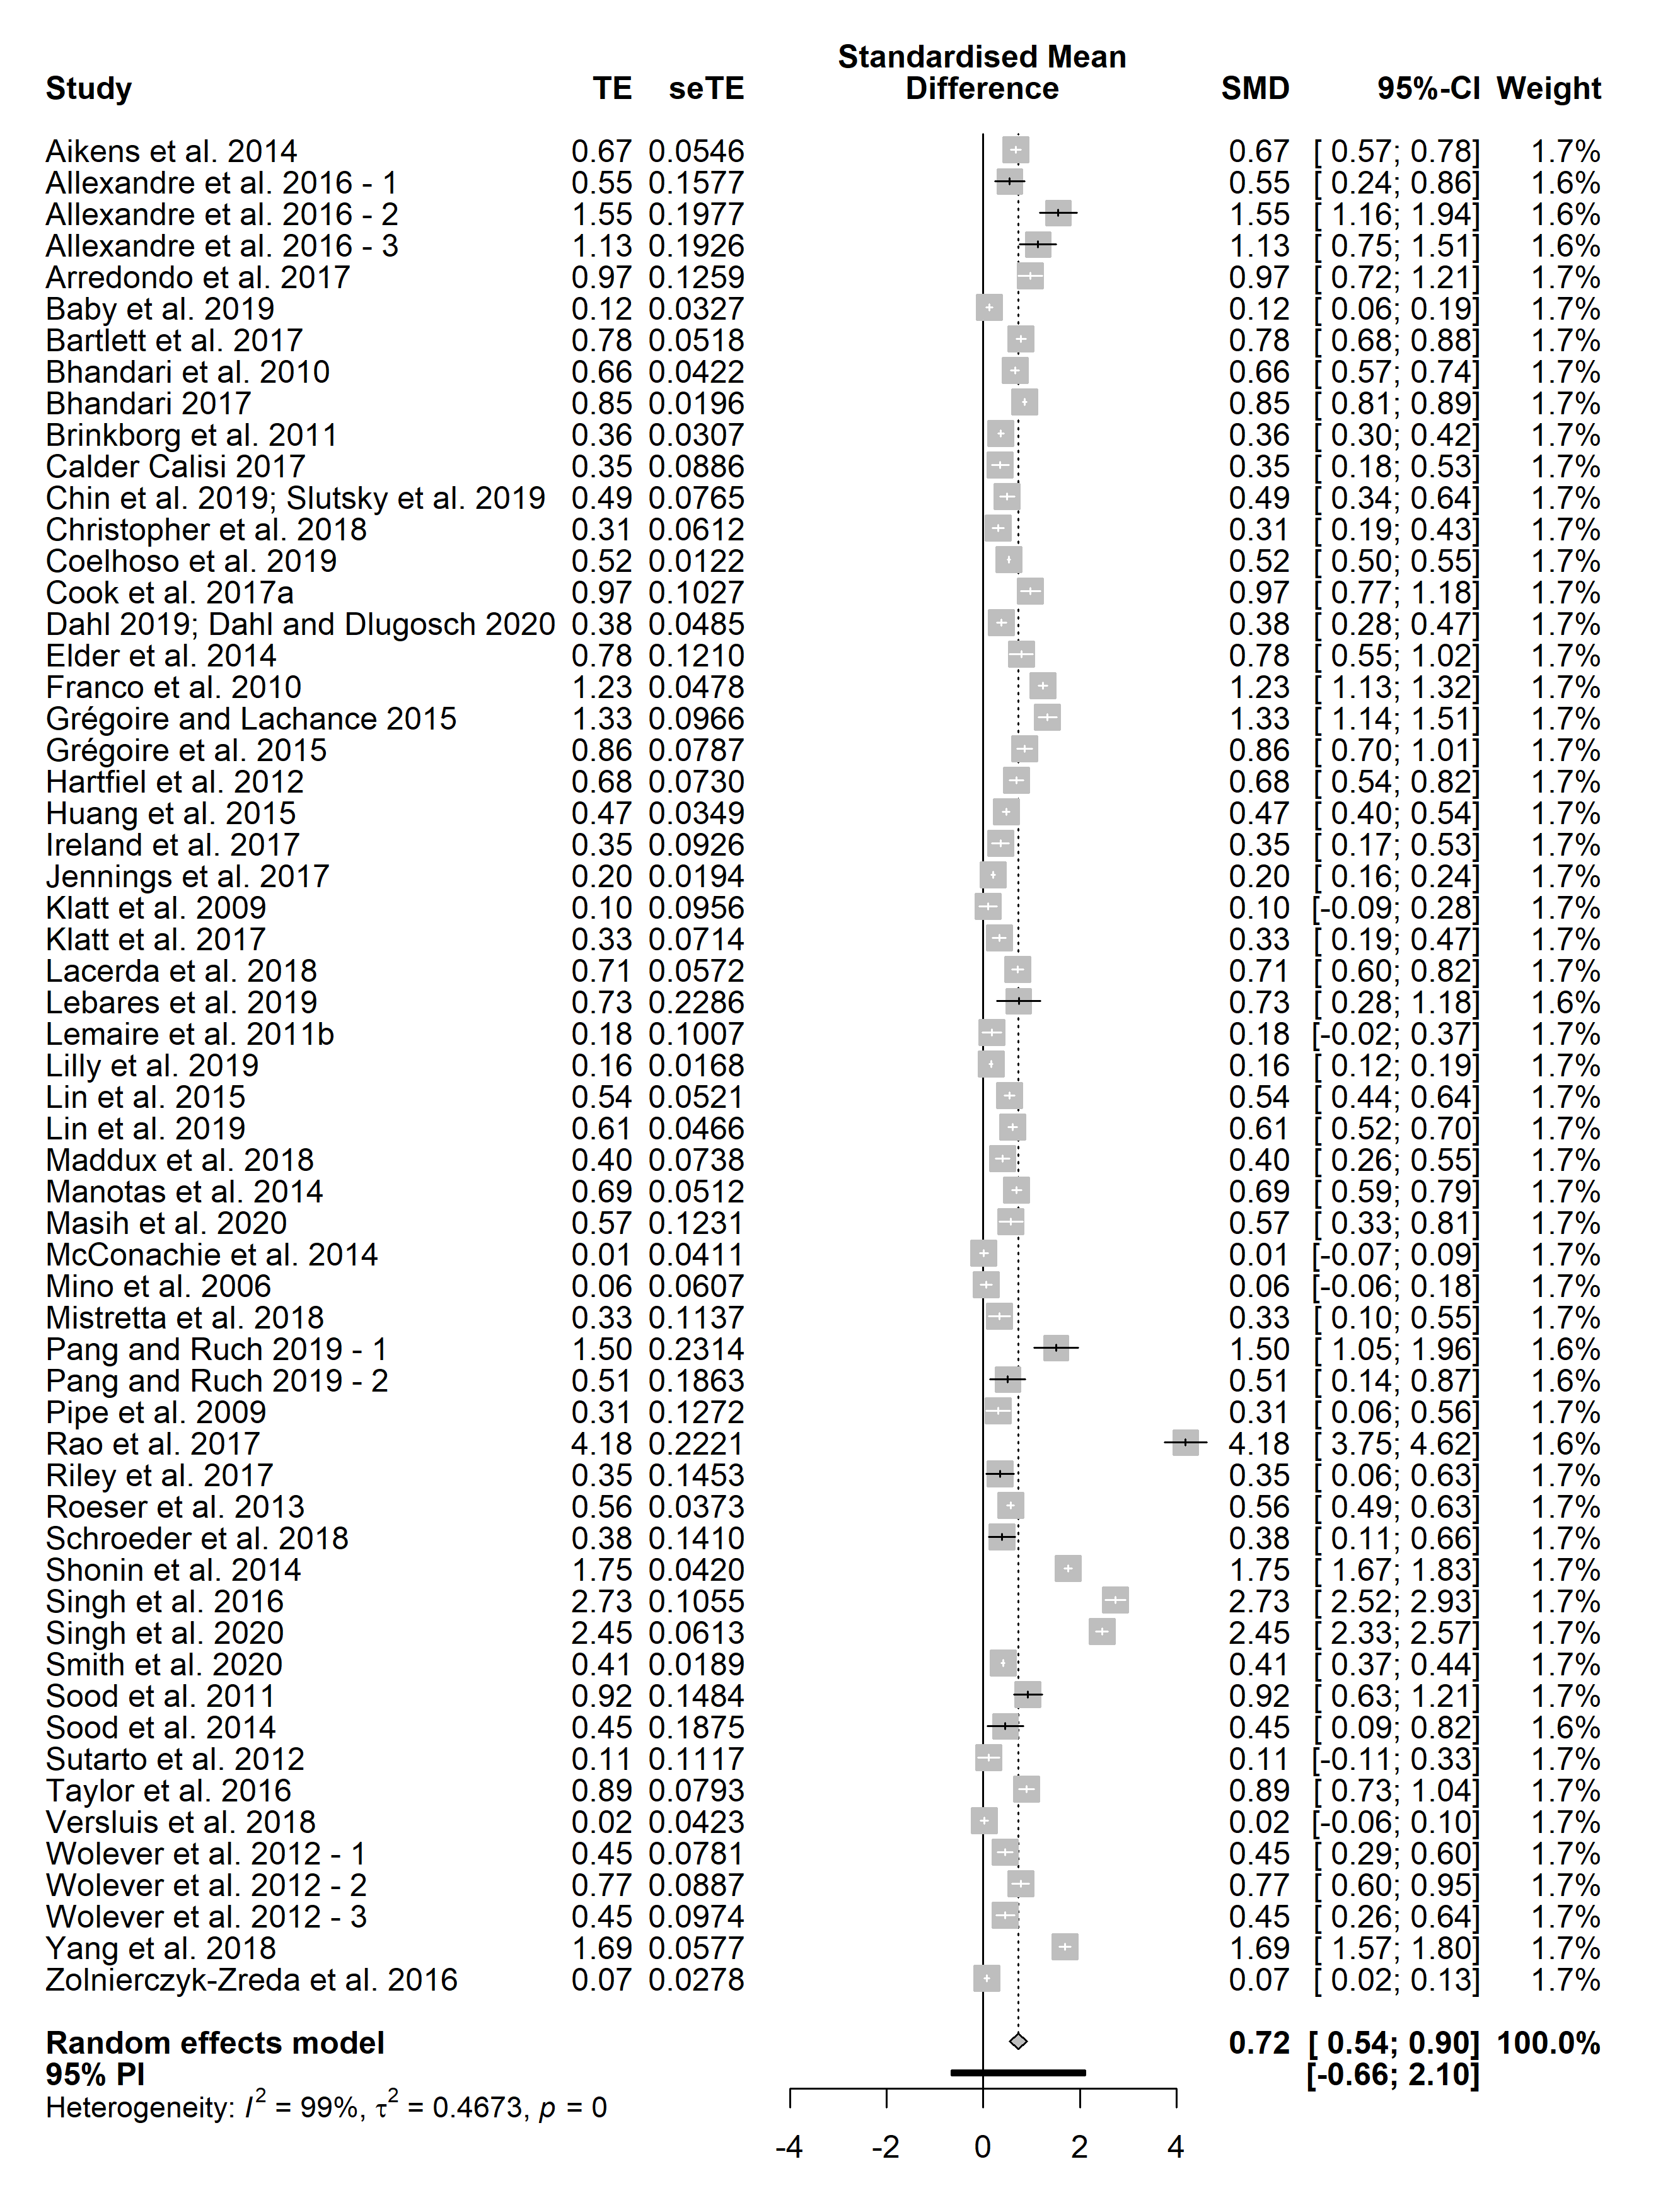 Standardised Mean
Study TE seTE Difference SMD 95%-CI Weight
Aikens et al. 2014 0.67 0.0546 0.67 [ 0.57; 0.78] 1.7%
Allexandre et al. 2016 - 1 0.55 0.1577 0.55 [ 0.24; 0.86] 1.6%
Allexandre et al. 2016 - 2 1.55 0.1977 1.55 [ 1.16; 1.94] 1.6%
Allexandre et al. 2016 - 3 1.13 0.1926 1.13 [ 0.75; 1.51] 1.6%
Arredondo et al. 2017 0.97 0.1259 0.97 [ 0.72; 1.21] 1.7%
Baby et al. 2019 0.12 0.0327 0.12 [ 0.06; 0.19] 1.7%
Bartlett et al. 2017 0.78 0.0518 0.78 [ 0.68; 0.88] 1.7%
Bhandari et al. 2010 0.66 0.0422 0.66 [ 0.57; 0.74] 1.7%
Bhandari 2017 0.85 0.0196 0.85 [ 0.81; 0.89] 1.7%
Brinkborg et al. 2011 0.36 0.0307 0.36 [ 0.30; 0.42] 1.7%
Calder Calisi 2017 0.35 0.0886 0.35 [ 0.18; 0.53] 1.7%
Chin et al. 2019; Slutsky et al. 2019 0.49 0.0765 0.49 [ 0.34; 0.64] 1.7%
Christopher et al. 2018 0.31 0.0612 0.31 [ 0.19; 0.43] 1.7%
Coelhoso et al. 2019 0.52 0.0122 0.52 [ 0.50; 0.55] 1.7%
Cook et al. 2017a 0.97 0.1027 0.97 [ 0.77; 1.18] 1.7%
Dahl 2019; Dahl and Dlugosch 2020 0.38 0.0485 0.38 [ 0.28; 0.47] 1.7%
Elder et al. 2014 0.78 0.1210 0.78 [ 0.55; 1.02] 1.7%
Franco et al. 2010 1.23 0.0478 1.23 [ 1.13; 1.32] 1.7%
Grégoire and Lachance 2015 1.33 0.0966 1.33 [ 1.14; 1.51] 1.7%
Grégoire et al. 2015 0.86 0.0787 0.86 [ 0.70; 1.01] 1.7%
Hartfiel et al. 2012 0.68 0.0730 0.68 [ 0.54; 0.82] 1.7%
Huang et al. 2015 0.47 0.0349 0.47 [ 0.40; 0.54] 1.7%
Ireland et al. 2017 0.35 0.0926 0.35 [ 0.17; 0.53] 1.7%
Jennings et al. 2017 0.20 0.0194 0.20 [ 0.16; 0.24] 1.7%
Klatt et al. 2009 0.10 0.0956 0.10 [-0.09; 0.28] 1.7%
Klatt et al. 2017 0.33 0.0714 0.33 [ 0.19; 0.47] 1.7%
Lacerda et al. 2018 0.71 0.0572 0.71 [ 0.60; 0.82] 1.7%
Lebares et al. 2019 0.73 0.2286 0.73 [ 0.28; 1.18] 1.6%
Lemaire et al. 2011b 0.18 0.1007 0.18 [-0.02; 0.37] 1.7%
Lilly et al. 2019 0.16 0.0168 0.16 [ 0.12; 0.19] 1.7%
Lin et al. 2015 0.54 0.0521 0.54 [ 0.44; 0.64] 1.7%
Lin et al. 2019 0.61 0.0466 0.61 [ 0.52; 0.70] 1.7%
Maddux et al. 2018 0.40 0.0738 0.40 [ 0.26; 0.55] 1.7%
Manotas et al. 2014 0.69 0.0512 0.69 [ 0.59; 0.79] 1.7%
Masih et al. 2020 0.57 0.1231 0.57 [ 0.33; 0.81] 1.7%
McConachie et al. 2014 0.01 0.0411 0.01 [-0.07; 0.09] 1.7%
Mino et al. 2006 0.06 0.0607 0.06 [-0.06; 0.18] 1.7%
Mistretta et al. 2018 0.33 0.1137 0.33 [ 0.10; 0.55] 1.7%
Pang and Ruch 2019 - 1 1.50 0.2314 1.50 [ 1.05; 1.96] 1.6%
Pang and Ruch 2019 - 2 0.51 0.1863 0.51 [ 0.14; 0.87] 1.6%
Pipe et al. 2009 0.31 0.1272 0.31 [ 0.06; 0.56] 1.7%
Rao et al. 2017 4.18 0.2221 4.18 [ 3.75; 4.62] 1.6%
Riley et al. 2017 0.35 0.1453 0.35 [ 0.06; 0.63] 1.7%
Roeser et al. 2013 0.56 0.0373 0.56 [ 0.49; 0.63] 1.7%
Schroeder et al. 2018 0.38 0.1410 0.38 [ 0.11; 0.66] 1.7%
Shonin et al. 2014 1.75 0.0420 1.75 [ 1.67; 1.83] 1.7%
Singh et al. 2016 2.73 0.1055 2.73 [ 2.52; 2.93] 1.7%
Singh et al. 2020 2.45 0.0613 2.45 [ 2.33; 2.57] 1.7%
Smith et al. 2020 0.41 0.0189 0.41 [ 0.37; 0.44] 1.7%
Sood et al. 2011 0.92 0.1484 0.92 [ 0.63; 1.21] 1.7%
Sood et al. 2014 0.45 0.1875 0.45 [ 0.09; 0.82] 1.6%
Sutarto et al. 2012 0.11 0.1117 0.11 [-0.11; 0.33] 1.7%
Taylor et al. 2016 0.89 0.0793 0.89 [ 0.73; 1.04] 1.7%
Versluis et al. 2018 0.02 0.0423 0.02 [-0.06; 0.10] 1.7%
Wolever et al. 2012 - 1 0.45 0.0781 0.45 [ 0.29; 0.60] 1.7%
Wolever et al. 2012 - 2 0.77 0.0887 0.77 [ 0.60; 0.95] 1.7%
Wolever et al. 2012 - 3 0.45 0.0974 0.45 [ 0.26; 0.64] 1.7%
Yang et al. 2018 1.69 0.0577 1.69 [ 1.57; 1.80] 1.7%
Zolnierczyk-Zreda et al. 2016 0.07 0.0278 0.07 [ 0.02; 0.13] 1.7%
Random effects model 0.72 [ 0.54; 0.90] 100.0%
95% PI [-0.66; 2.10]
Heterogeneity: I² = 99%, τ² = 0.4673, p = 0
-4 -2 0 2 4